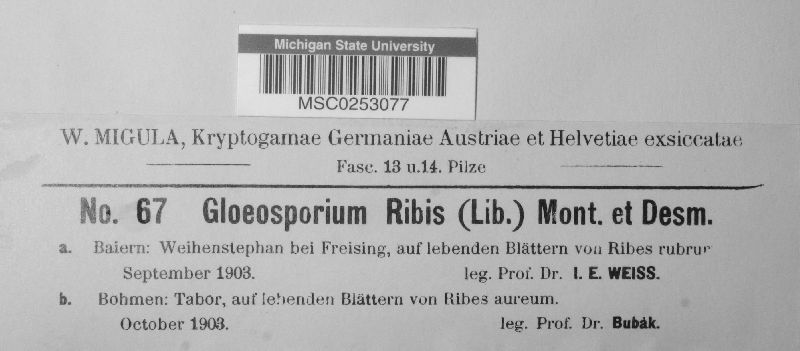 Michigan State University
MSC0253077
W. MIGULA, Kryptogamae Germaniae Austriae et Helvetiae exsiccatae
Fasc. 13 u.14. Pilze
No. 67 Gloeosporium Ribis (Lib.) Mont. et Desm.
a. Baiern: Weihenstephan bei Freising, auf lebenden Blättern von Ribes rubrur
September 1903. leg. Prof. Dr. I. E. WEISS.
b. Bohmen: Tabor, auf lebenden Blättern von Ribes aureum.
October 1903. leg. Prof. Dr. Bubák.